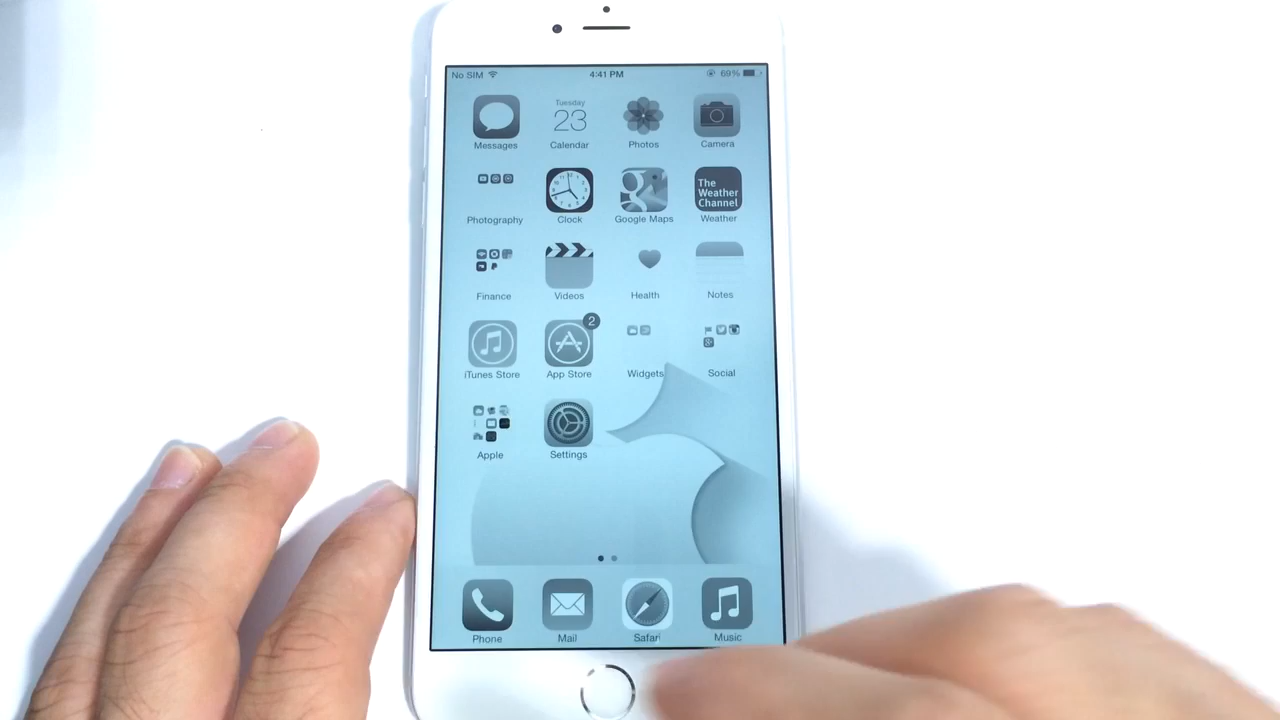 No SIM 4:41 PM 69%
Tuesday
23
Messages Calendar Photos Camera
The
Weather
Channel
Photography Clock Google Maps Weather
Finance Videos Health Notes
2
iTunes Store App Store Widgets Social
Apple Settings
Phone Mail Safari Music